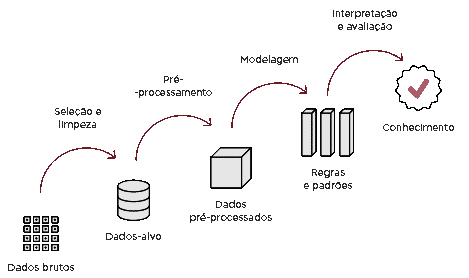 Interpretação
e avaliação
Modelagem
Pré-
-processamento
Seleção e
limpeza
Conhecimento
Regras
e padrões
Dados
pré-processados
Dados-alvo
Dados brutos